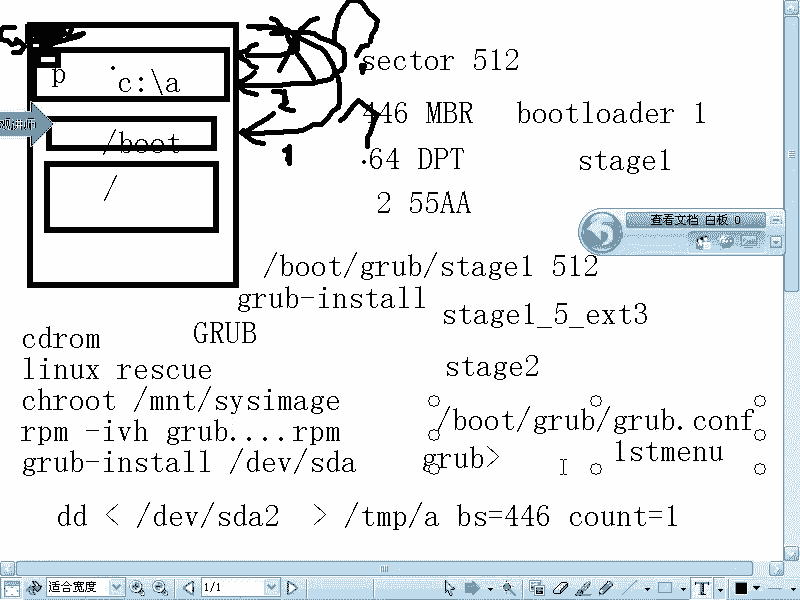 p
c:\a
/boot
/
1
sector 512
446 MBR bootloader 1
64 DPT stage1
2 55AA
查看文档 白板 0
/boot/grub/stage1 512
grub-install
stage1_5_ext3
GRUB
stage2
cdrom
linux rescue
chroot /mnt/sysimage
rpm -ivh grub....rpm
grub-install /dev/sda
/boot/grub/grub.conf
grub>
1stmenu
dd < /dev/sda2 > /tmp/a bs=446 count=1
适合宽度
1/1
T